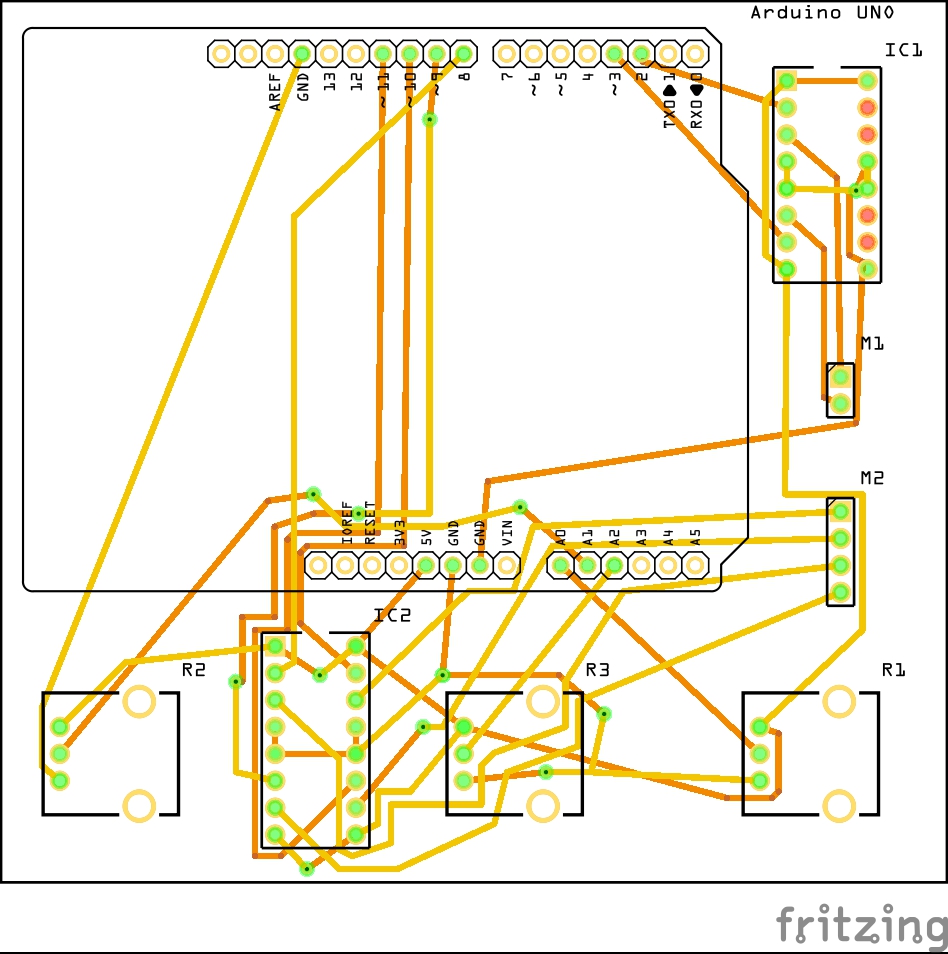 Arduino UNO
IC1
AREF
GND
13
12
~11
~10
~9
8
7
~6
~5
4
~3
2
TX0 1
RX0 0
M1
M2
IOREF
RESET
3V3
5V
GND
GND
VIN
A0
A1
A2
A3
A4
A5
IC2
R2
R3
R1
fritzing